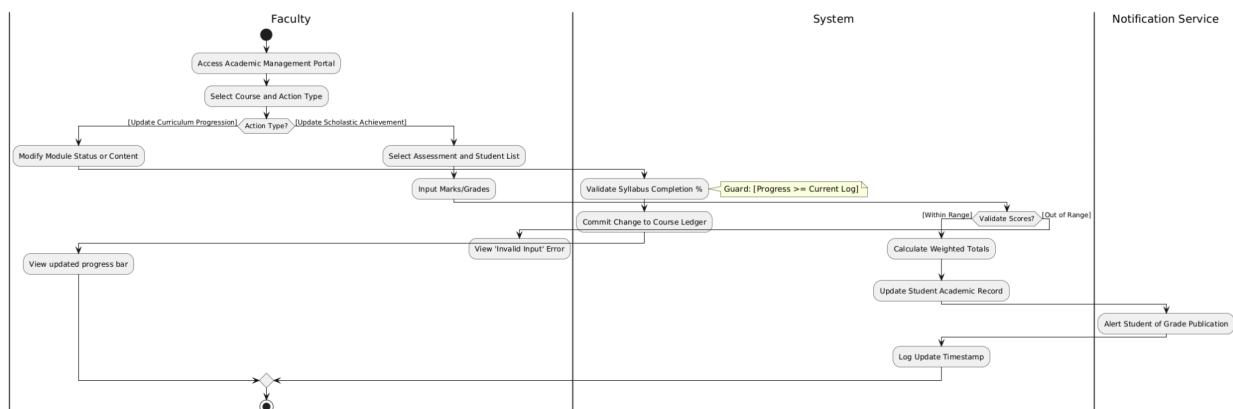 Faculty
System
Notification Service
Access Academic Management Portal
Select Course and Action Type
[Update Curriculum Progression]
Action Type?
[Update Scholastic Achievement]
Modify Module Status or Content
Select Assessment and Student List
Input Marks/Grades
Validate Syllabus Completion %
Guard: [Progress >= Current Log]
Commit Change to Course Ledger
[Within Range]
Validate Scores?
[Out of Range]
View 'Invalid Input' Error
Calculate Weighted Totals
View updated progress bar
Update Student Academic Record
Alert Student of Grade Publication
Log Update Timestamp